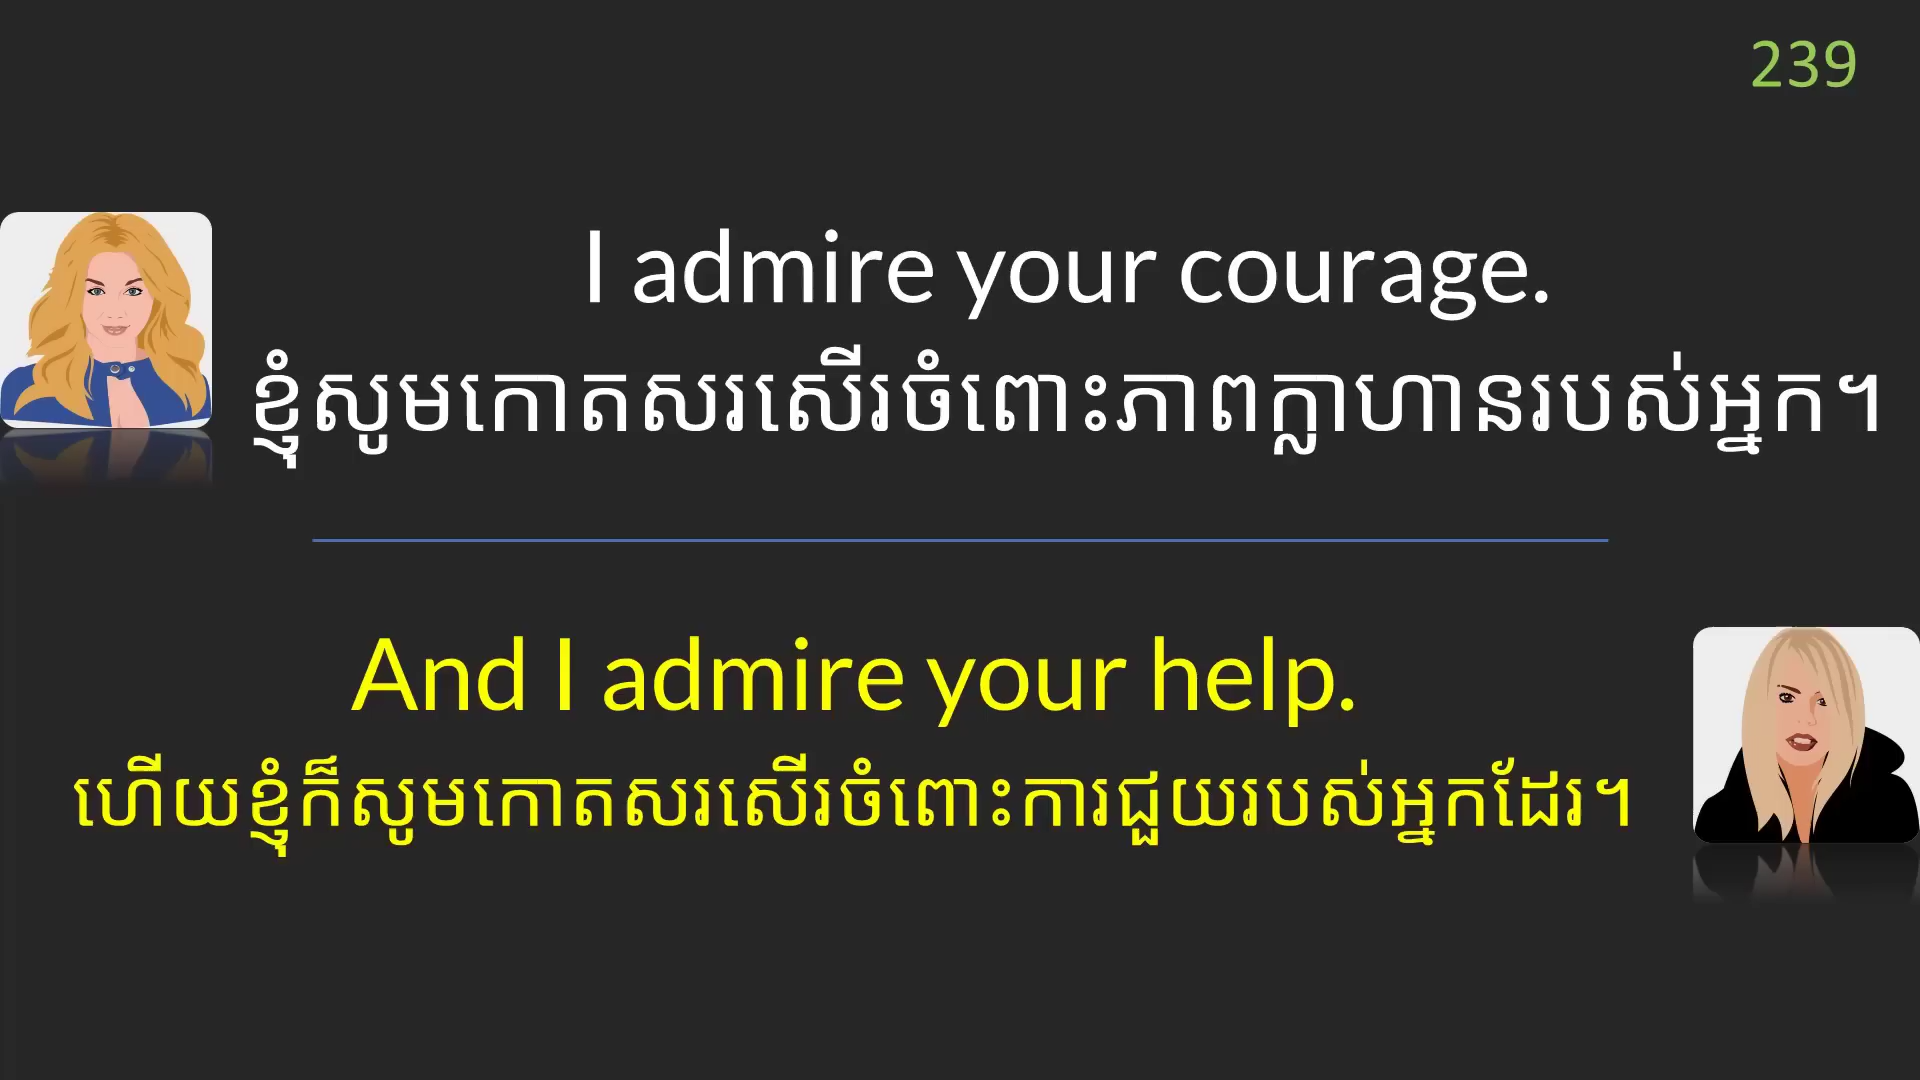 239
I admire your courage.
ខ្ញុំសូមកោតសរសើរចំពោះភាពក្លាហានរបស់អ្នក។
And I admire your help.
ហើយខ្ញុំក៏សូមកោតសរសើរចំពោះការជួយរបស់អ្នកដែរ។